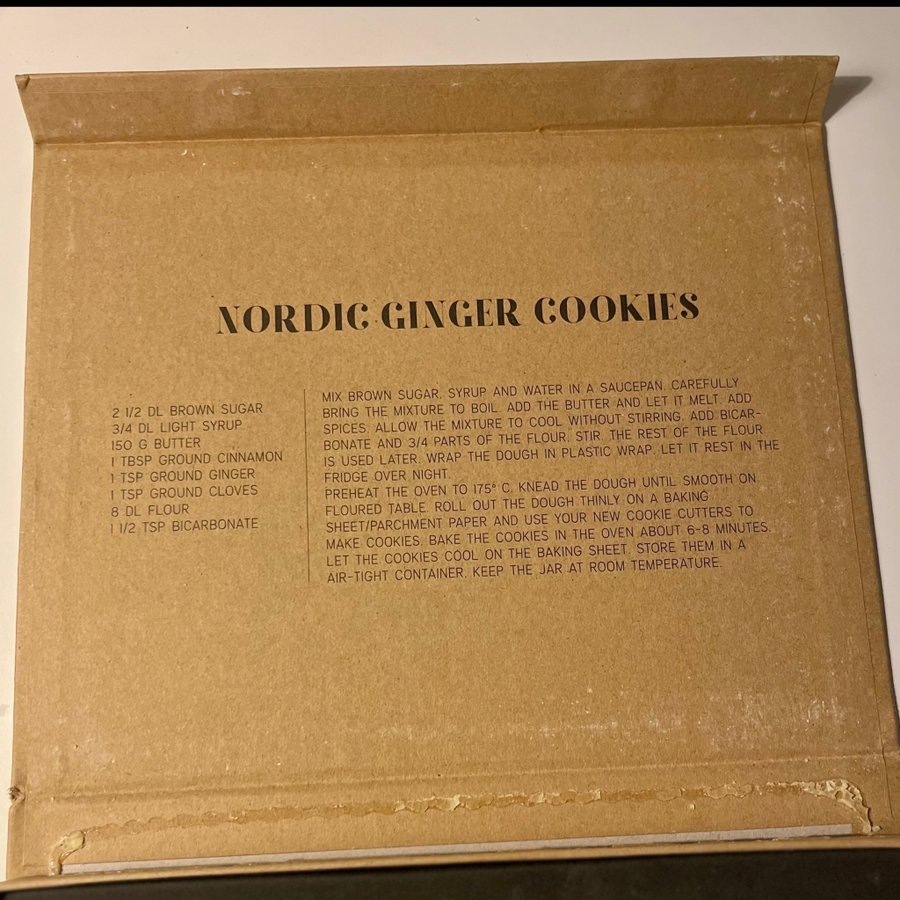 NORDIC GINGER COOKIES
2 1/2 DL BROWN SUGAR
3/4 DL LIGHT SYRUP
150 G BUTTER
1 TBSP GROUND CINNAMON
1 TSP GROUND GINGER
1 TSP GROUND CLOVES
8 DL FLOUR
1 1/2 TSP BICARBONATE
MIX BROWN SUGAR, SYRUP AND WATER IN A SAUCEPAN. CAREFULLY
BRING THE MIXTURE TO BOIL. ADD THE BUTTER AND LET IT MELT. ADD
SPICES. ALLOW THE MIXTURE TO COOL WITHOUT STIRRING. ADD BICAR-
BONATE AND 3/4 PARTS OF THE FLOUR. STIR. THE REST OF THE FLOUR
IS USED LATER. WRAP THE DOUGH IN PLASTIC WRAP. LET IT REST IN THE
FRIDGE OVER NIGHT.
PREHEAT THE OVEN TO 175° C. KNEAD THE DOUGH UNTIL SMOOTH ON
FLOURED TABLE. ROLL OUT THE DOUGH THINLY ON A BAKING
SHEET/PARCHMENT PAPER AND USE YOUR NEW COOKIE CUTTERS TO
MAKE COOKIES. BAKE THE COOKIES IN THE OVEN ABOUT 6-8 MINUTES.
LET THE COOKIES COOL ON THE BAKING SHEET. STORE THEM IN A
AIR-TIGHT CONTAINER. KEEP THE JAR AT ROOM TEMPERATURE.